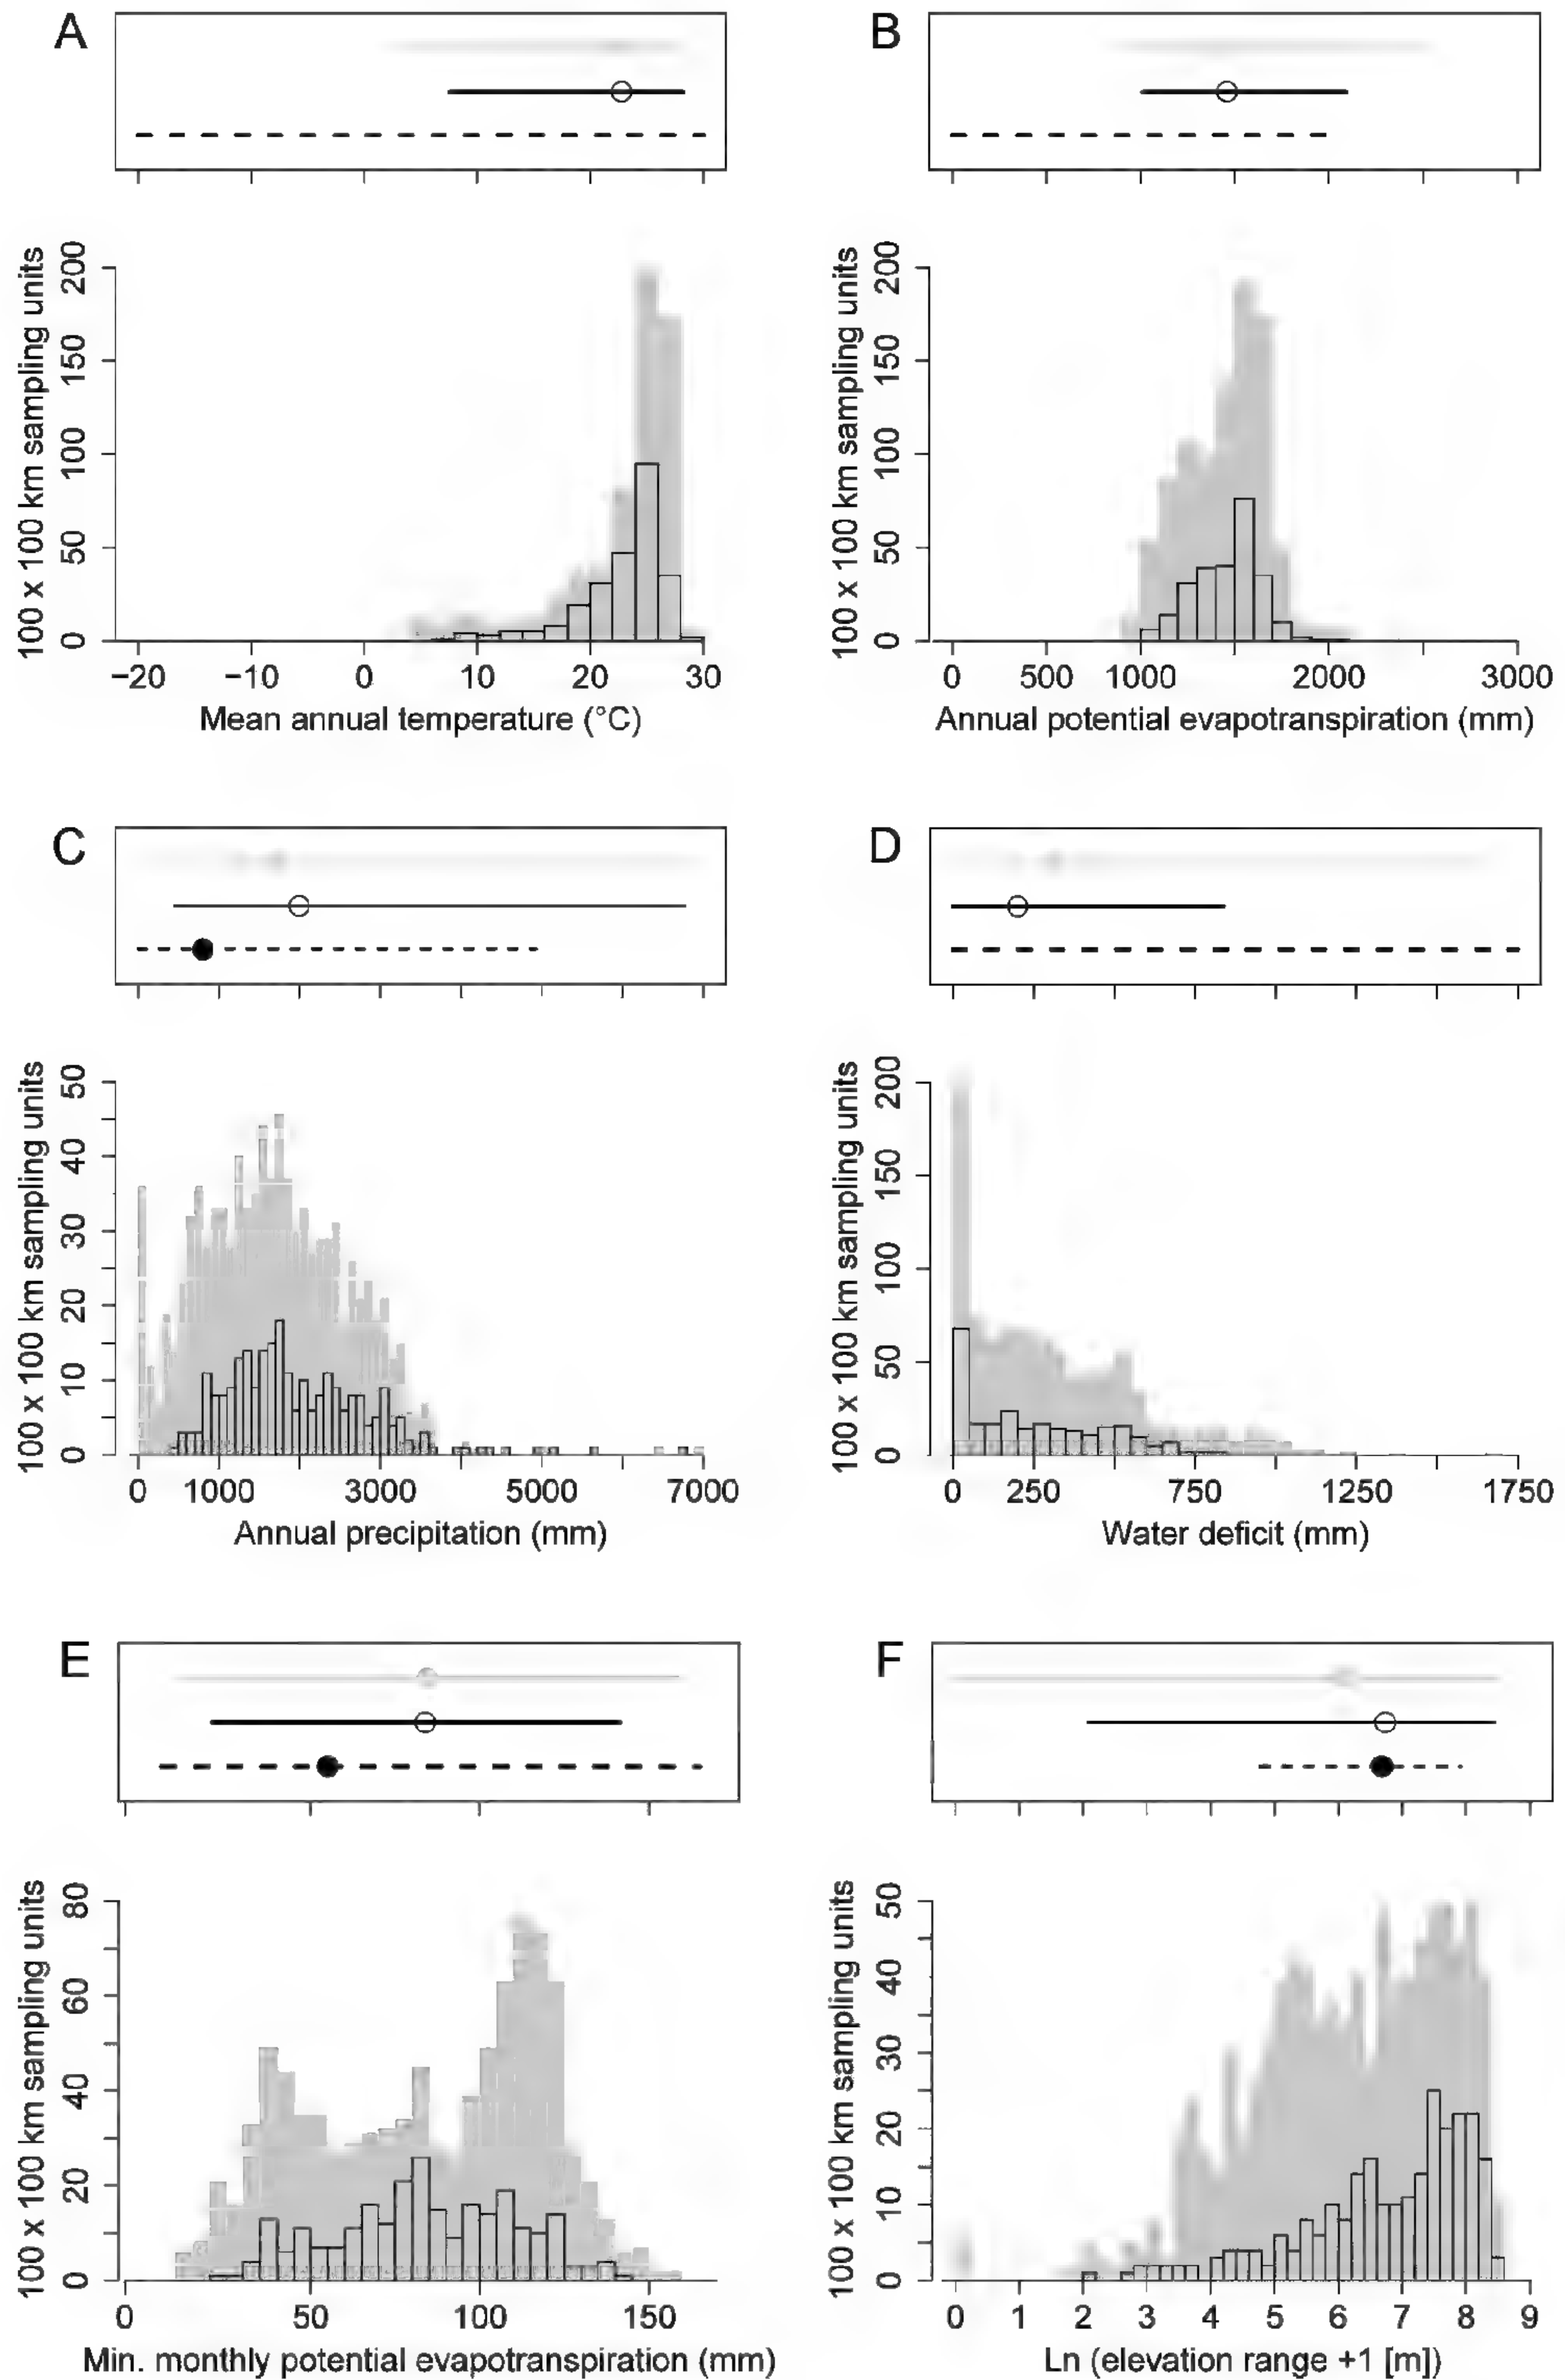 A
B
100 x 100 km sampling units
0 50 100 150 200
−20 −10 0 10 20 30
Mean annual temperature (°C)
100 x 100 km sampling units
0 50 100 150 200
0 500 1000 2000 3000
Annual potential evapotranspiration (mm)
C
D
100 x 100 km sampling units
0 10 20 30 40 50
0 1000 3000 5000 7000
Annual precipitation (mm)
100 x 100 km sampling units
0 50 100 150 200
0 250 750 1250 1750
Water deficit (mm)
E
F
100 x 100 km sampling units
0 20 40 60 80
0 50 100 150
Min. monthly potential evapotranspiration (mm)
100 x 100 km sampling units
0 10 20 30 40 50
0 1 2 3 4 5 6 7 8 9
Ln (elevation range +1 [m])